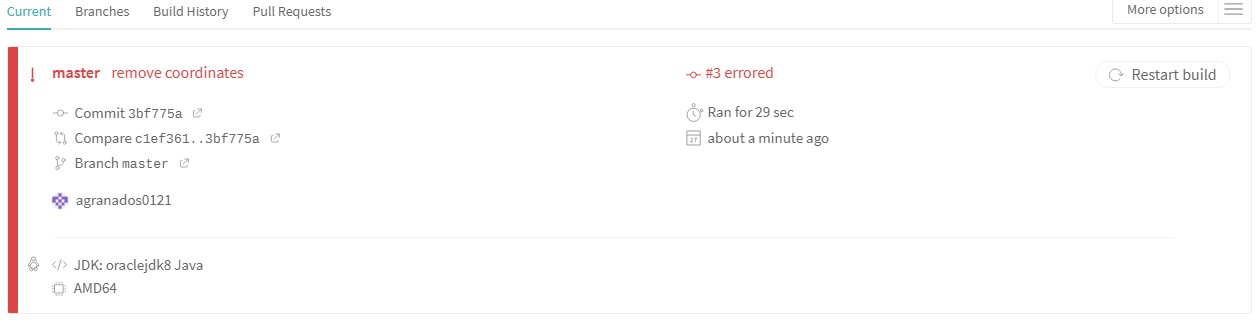 Current Branches Build History Pull Requests More options
master remove coordinates #3 errored Restart build
Commit 3bf775a Ran for 29 sec
Compare c1ef361..3bf775a about a minute ago
Branch master
agranados0121
JDK: oraclejdk8 Java
AMD64